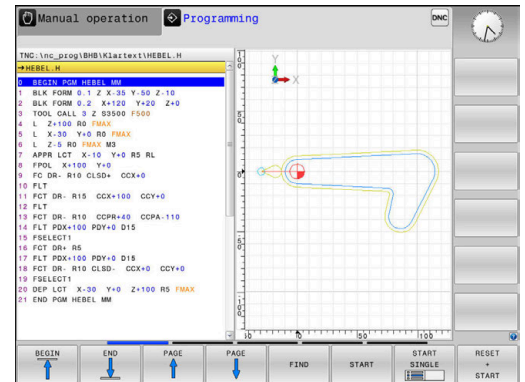 Manual operation
Programming
DNC
TNC:\nc_prog\BHB\Klartext\HEBEL.H
→HEBEL.H
0 BEGIN PGM HEBEL MM
1 BLK FORM 0.1 Z X-35 Y-50 Z-10
2 BLK FORM 0.2 X+120 Y+20 Z+0
3 TOOL CALL 3 Z S3500 F500
4 L Z+100 R0 FMAX
5 L X-30 Y+0 R0 FMAX
6 L Z-5 R0 FMAX M3
7 APPR LCT X-10 Y+0 R5 RL
8 FPOL X+100 Y+0
9 FC DR- R10 CLSD+ CCX+0
10 FLT
11 FCT DR- R15 CCX+100 CCY+0
12 FLT
13 FCT DR- R10 CCPR+40 CCPA-110
14 FLT PDX+100 PDY+0 D15
15 FSELECT1
16 FCT DR+ R5
17 FLT PDX+100 PDY+0 D15
18 FCT DR- R10 CLSD- CCX+0 CCY+0
19 FSELECT1
20 DEP LCT X-30 Y+0 Z+100 R5 FMAX
21 END PGM HEBEL MM
Y
X
0
50
100
BEGIN
END
PAGE
PAGE
FIND
START
START
SINGLE
RESET
+
START